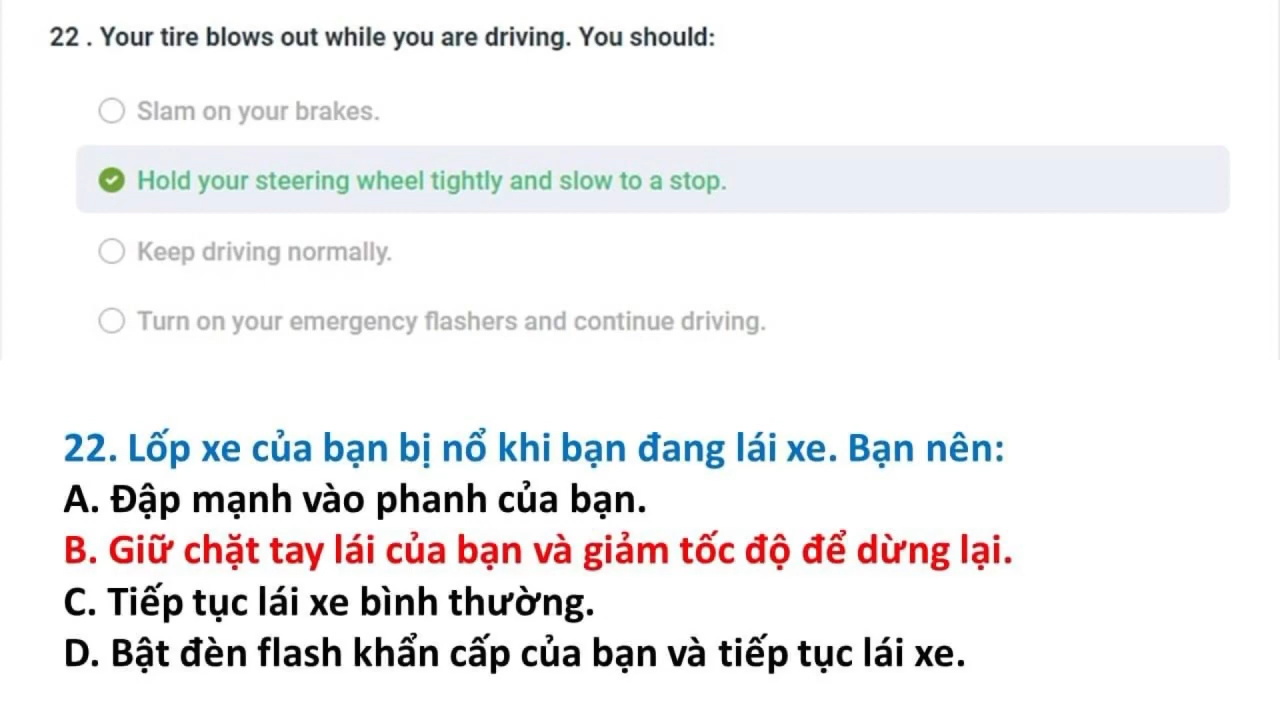 22 . Your tire blows out while you are driving. You should:
Slam on your brakes.
Hold your steering wheel tightly and slow to a stop.
Keep driving normally.
Turn on your emergency flashers and continue driving.
22. Lốp xe của bạn bị nổ khi bạn đang lái xe. Bạn nên:
A. Đập mạnh vào phanh của bạn.
B. Giữ chặt tay lái của bạn và giảm tốc độ để dừng lại.
C. Tiếp tục lái xe bình thường.
D. Bật đèn flash khẩn cấp của bạn và tiếp tục lái xe.